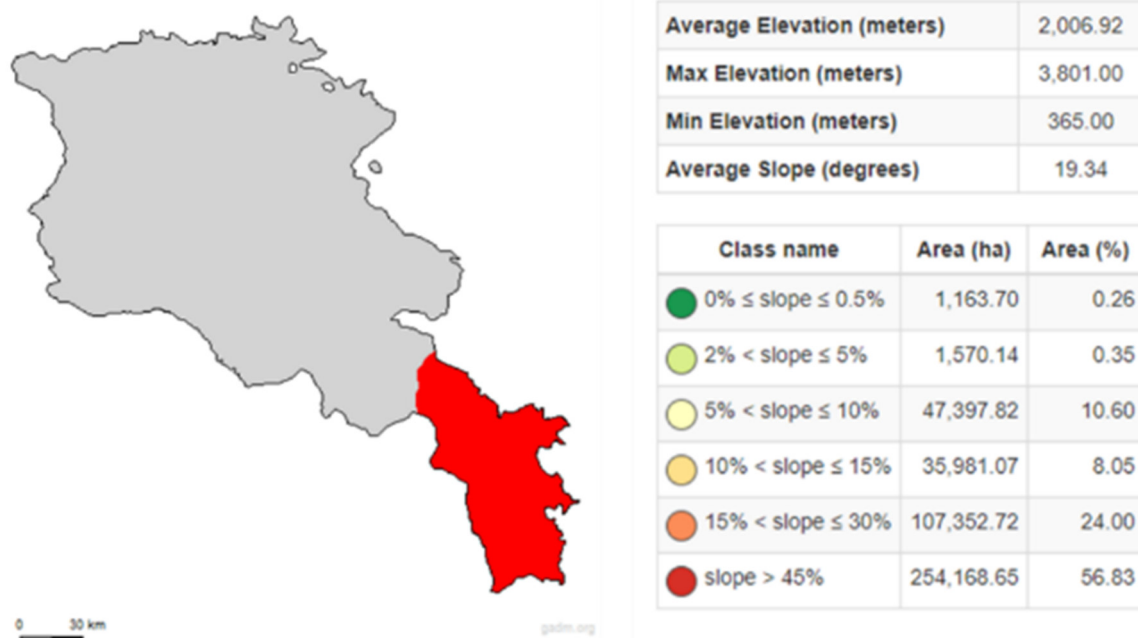 Average Elevation (meters) 2,006.92
Max Elevation (meters) 3,801.00
Min Elevation (meters) 365.00
Average Slope (degrees) 19.34
Class name Area (ha) Area (%)
0% ≤ slope ≤ 0.5% 1,163.70 0.26
2% < slope ≤ 5% 1,570.14 0.35
5% < slope ≤ 10% 47,397.82 10.60
10% < slope ≤ 15% 35,981.07 8.05
15% < slope ≤ 30% 107,352.72 24.00
slope > 45% 254,168.65 56.83
0 30 km
gadm.org